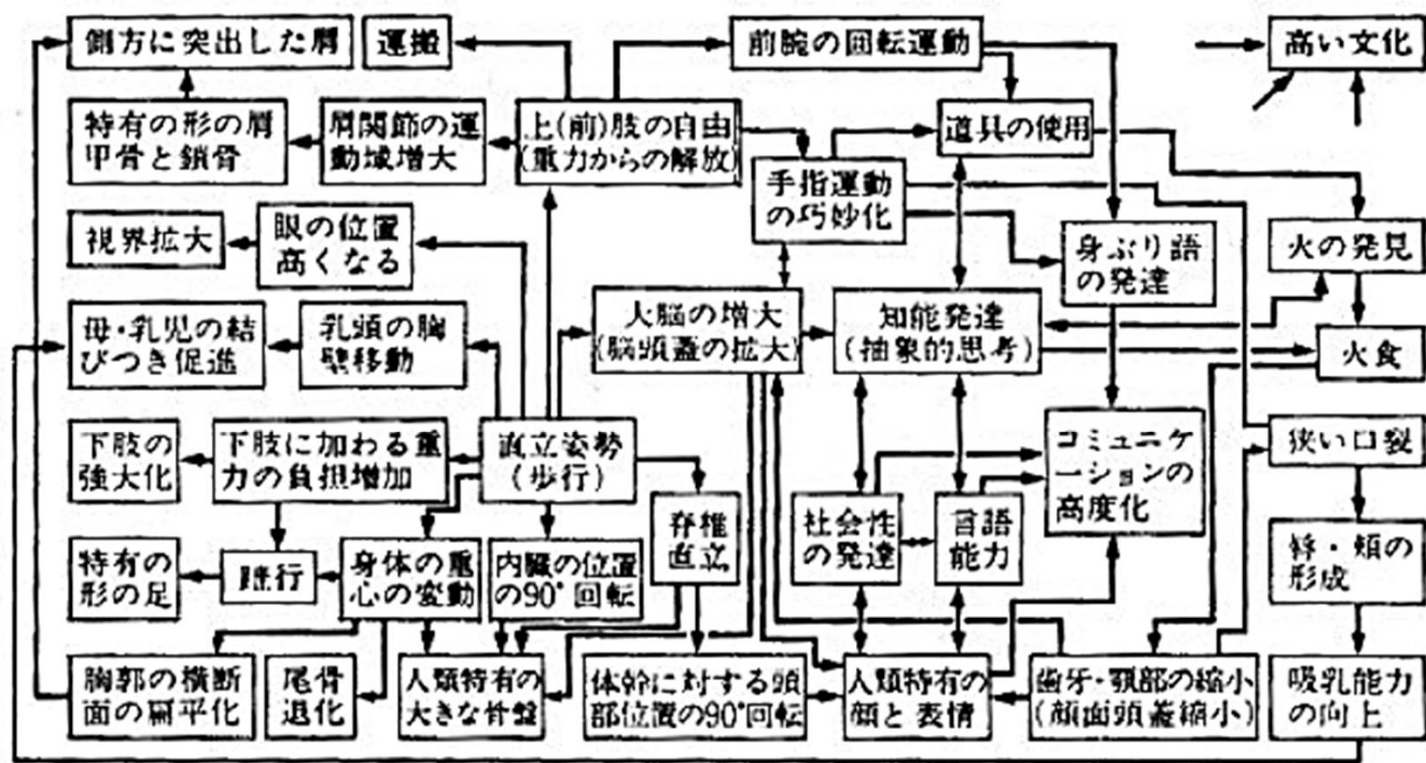 側方に突出した肩
運搬
前腕の回転運動
高い文化
特有の形の肩
甲骨と鎖骨
肩関節の運
動域増大
上(前)肢の自由
(重力からの解放)
道具の使用
手指運動
の巧妙化
視界拡大
眼の位置
高くなる
身ぶり語
の発達
火の発見
母・乳児の結
びつき促進
乳頭の胸
壁移動
大脳の増大
(脳頭蓋の拡大)
知能発達
(抽象的思考)
火食
下肢の
強大化
下肢に加わる重
力の負担増加
直立姿勢
(歩行)
脊椎
直立
社会性
の発達
言語
能力
コミュニケ
ーションの
高度化
狭い口裂
特有の
形の足
蹠行
身体の重
心の変動
内臓の位置
の90°回転
唇・頬の
形成
胸郭の横断
面の扁平化
尾骨
退化
人類特有の
大きな骨盤
体幹に対する頭
部位置の90°回転
人類特有の
顔と表情
歯牙・顎部の縮小
(顔面頭蓋縮小)
吸乳能力
の向上